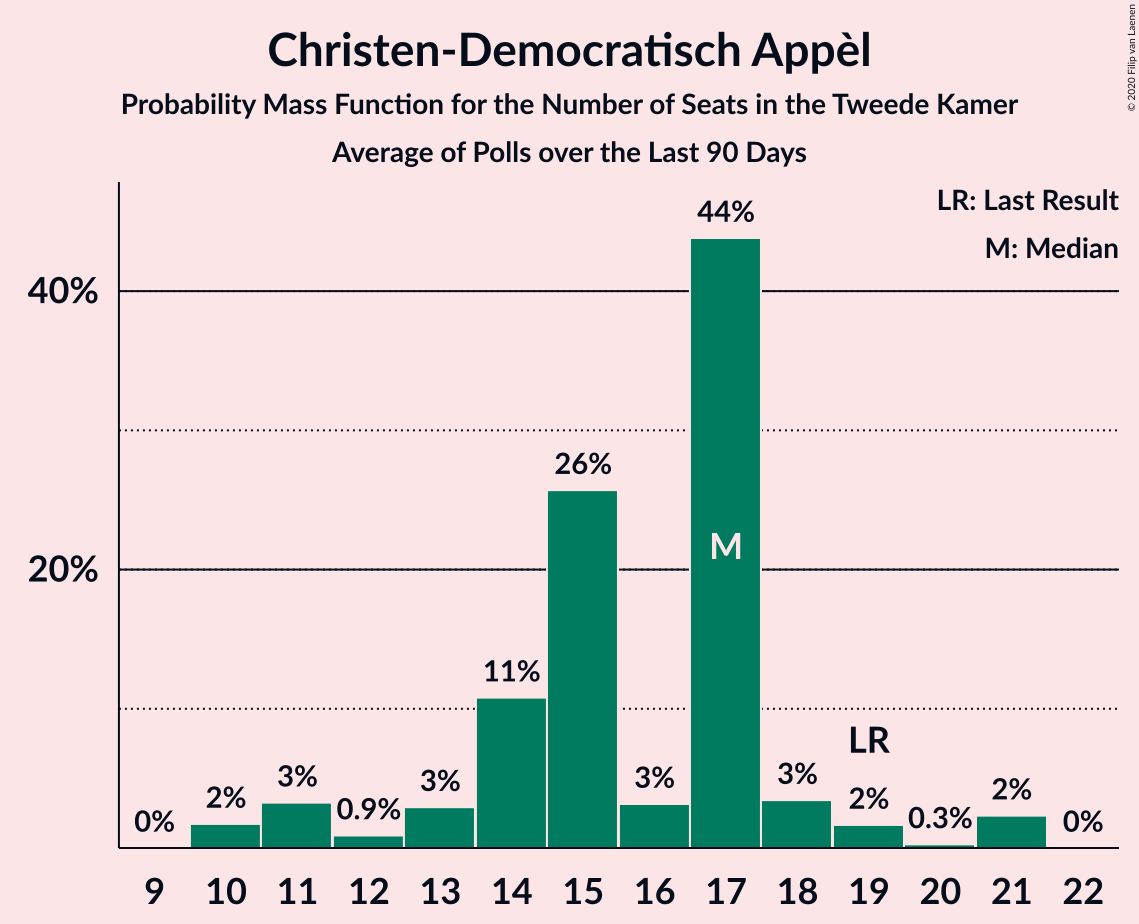 Christen-Democratisch Appèl
Probability Mass Function for the Number of Seats in the Tweede Kamer
Average of Polls over the Last 90 Days
© 2020 Filip van Laenen
LR: Last Result
M: Median
40%
20%
0%
2%
3%
0.9%
3%
11%
26%
3%
44%
M
3%
LR
2%
0.3%
2%
0%
9 10 11 12 13 14 15 16 17 18 19 20 21 22